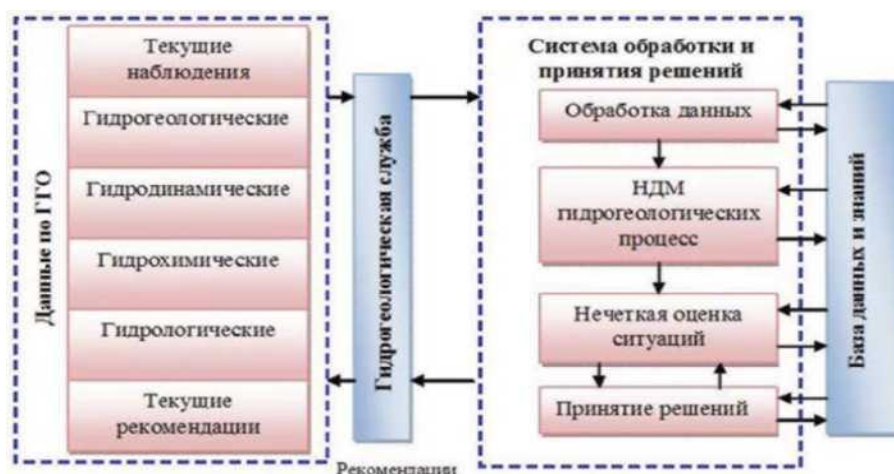 Данные по ГГО
Текущие
наблюдения
Гидрогеологические
Гидродинамические
Гидрохимические
Гидрологические
Текущие
рекомендации
Гидрогеологическая служба
Рекомендации
Система обработки и
принятия решений
Обработка данных
НДМ
гидрогеологических
процесс
Нечеткая оценка
ситуаций
Принятие решений
База данных и знаний